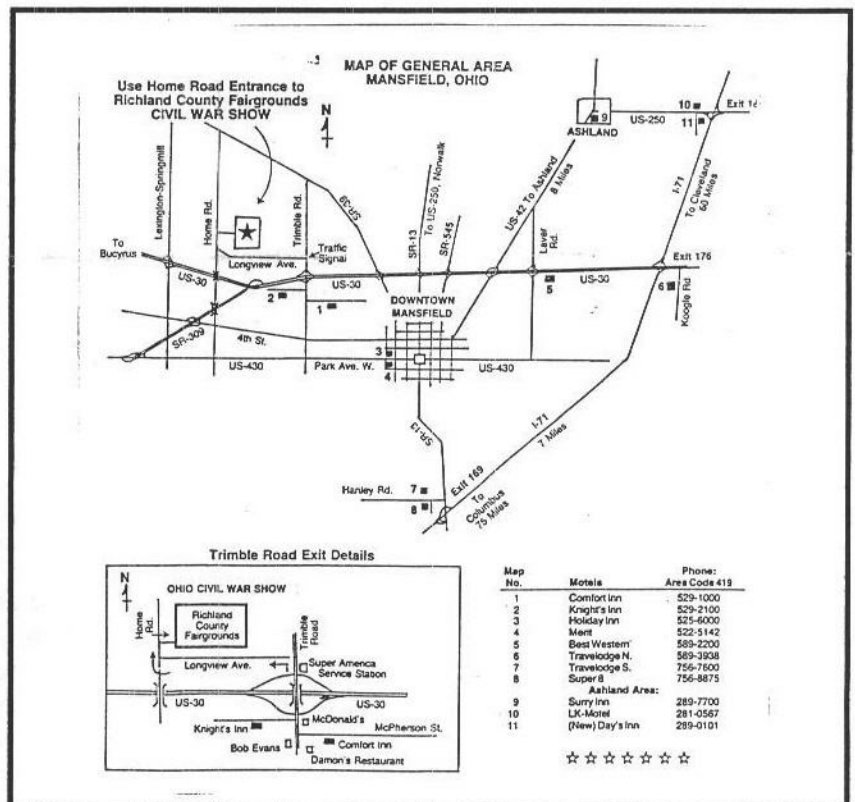 MAP OF GENERAL AREA
MANSFIELD, OHIO
Use Home Road Entrance to
Richland County Fairgrounds
CIVIL WAR SHOW
N
10
Exit
9
US-250
11
ASHLAND
Lexington-Springmill
Home Rd.
Trimble Rd.
SR-39
SR-13
To US-250, Norwalk
SR-545
US-42 To Ashland
8 Miles
Laver Rd.
I-71
To Cleveland
60 Miles
To
Bucyrus
Traffic
Signal
Longview Ave.
Exit 176
US-30
US-30
US-30
2
1
5
6
Koogle Rd
DOWNTOWN
MANSFIELD
SR-309
4th St.
3
US-430
Park Ave. W.
4
US-430
SR-13
I-71
7 Miles
Exit 169
Hanley Rd.
7
8
To
Columbus
75 Miles
Trimble Road Exit Details
N
OHIO CIVIL WAR SHOW
Home
Rd.
Richland
County
Fairgrounds
Trimble
Road
Longview Ave.
Super America
Service Station
US-30
US-30
McDonald's
Knight's Inn
McPherson St.
Bob Evans
Comfort Inn
Damon's Restaurant
Map No. Motels Phone: Area Code 419
1 Comfort Inn 529-1000
2 Knight's Inn 529-2100
3 Holiday Inn 525-6000
4 522-5142
5 Best Western 589-2200
6 Travelodge N. 589-3938
7 Travelodge S. 756-7600
8 Super 8 756-8875
Ashland Area:
9 Surry Inn 289-7700
10 LK-Motel 281-0567
11 (New) Day's Inn 289-0101